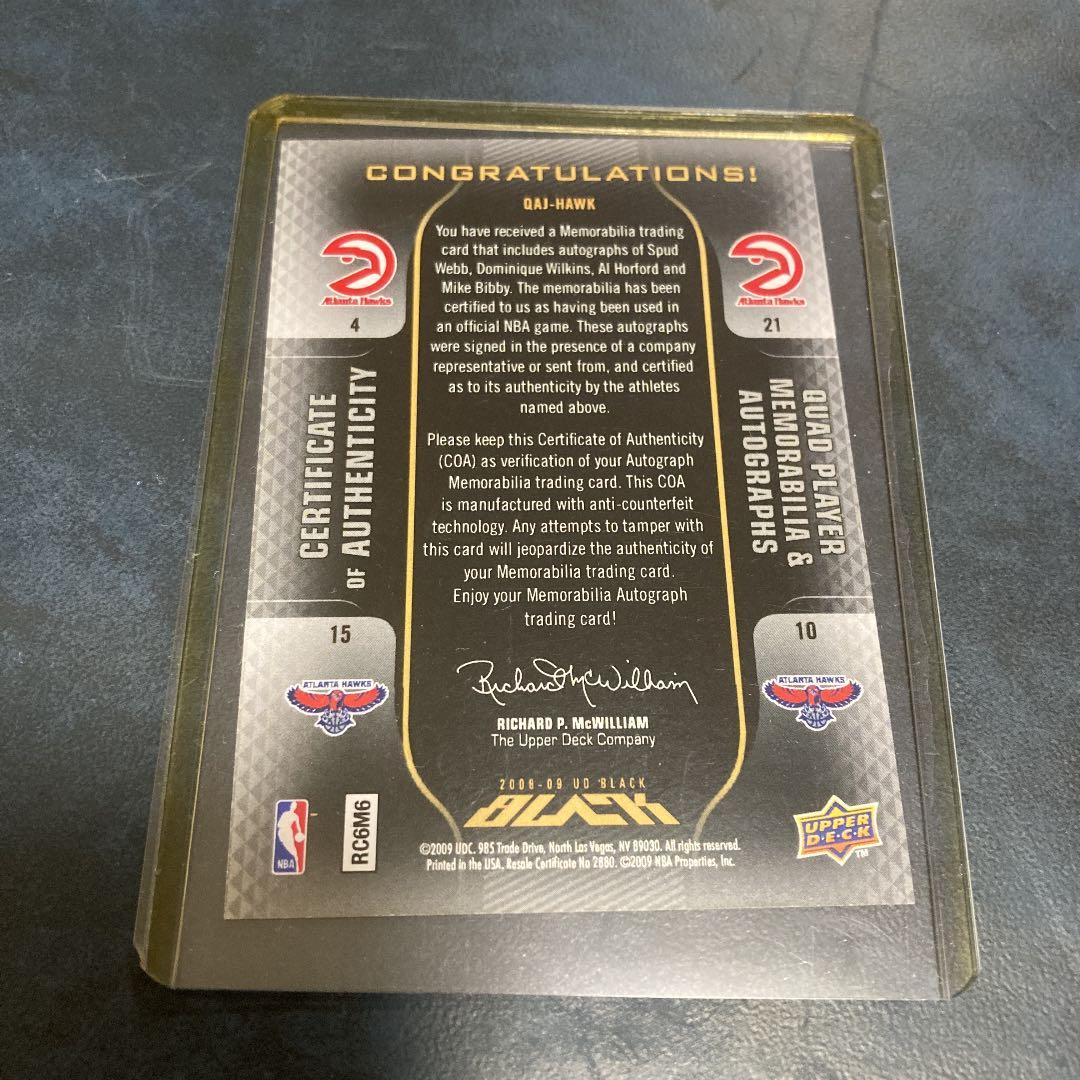 CONGRATULATIONS!
QAJ-HAWK
You have received a Memorabilia trading
card that includes autographs of Spud
Webb, Dominique Wilkins, Al Horford and
Mike Bibby. The memorabilia has been
certified to us as having been used in
an official NBA game. These autographs
were signed in the presence of a company
representative or sent from, and certified
as to its authenticity by the athletes
named above.
Please keep this Certificate of Authenticity
(COA) as verification of your Autograph
Memorabilia trading card. This COA
is manufactured with anti-counterfeit
technology. Any attempts to tamper with
this card will jeopardize the authenticity of
your Memorabilia trading card.
Enjoy your Memorabilia Autograph
trading card!
Richard McWilliam
RICHARD P. McWILLIAM
The Upper Deck Company
2008-09 UD BLACK
BLACK
©2009 UDC. 985 Trade Drive, North Las Vegas, NV 89030. All rights reserved.
Printed in the USA. Resale Certificate No 2880. ©2009 NBA Properties, Inc.
Atlanta Hawks
4
CERTIFICATE
OF AUTHENTICITY
15
ATLANTA HAWKS
NBA
RC6M6
Atlanta Hawks
21
QUAD PLAYER
MEMORABILIA &
AUTOGRAPHS
10
ATLANTA HAWKS
UPPER
DECK
TM